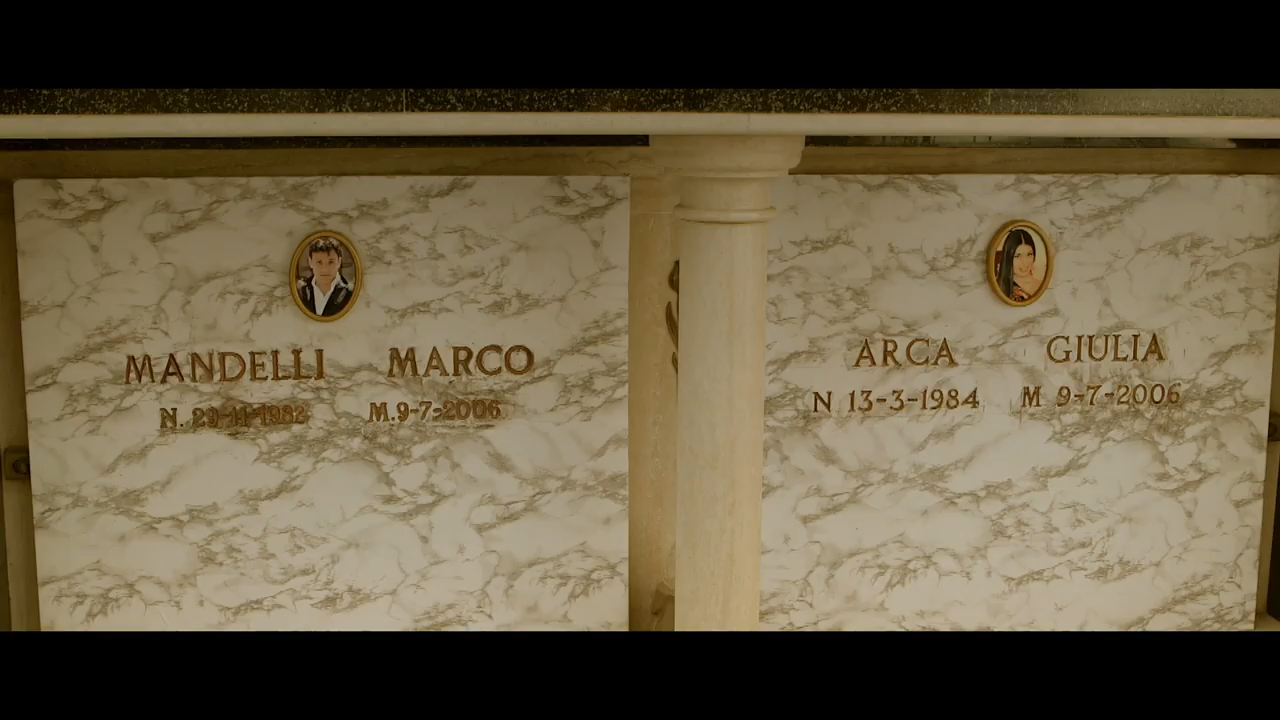 MANDELLI MARCO
N. 29-11-1982 M.9-7-2006
ARCA GIULIA
N 13-3-1984 M 9-7-2006